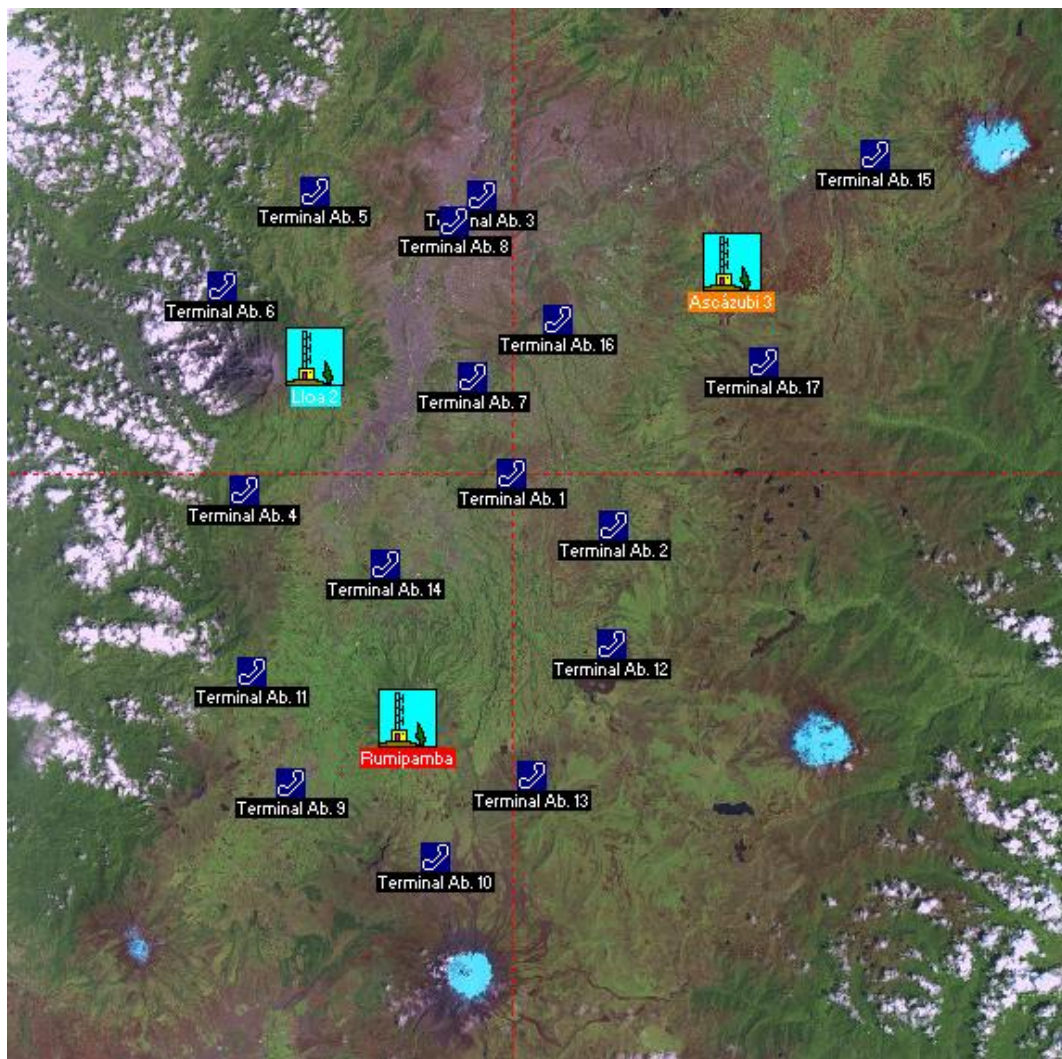 Terminal Ab. 15
Terminal Ab. 5
Terminal Ab. 3
Terminal Ab. 8
Ascázubi 3
Terminal Ab. 6
Terminal Ab. 16
Terminal Ab. 17
Lloa 2
Terminal Ab. 7
Terminal Ab. 1
Terminal Ab. 4
Terminal Ab. 2
Terminal Ab. 14
Terminal Ab. 12
Terminal Ab. 11
Rumipamba
Terminal Ab. 13
Terminal Ab. 9
Terminal Ab. 10